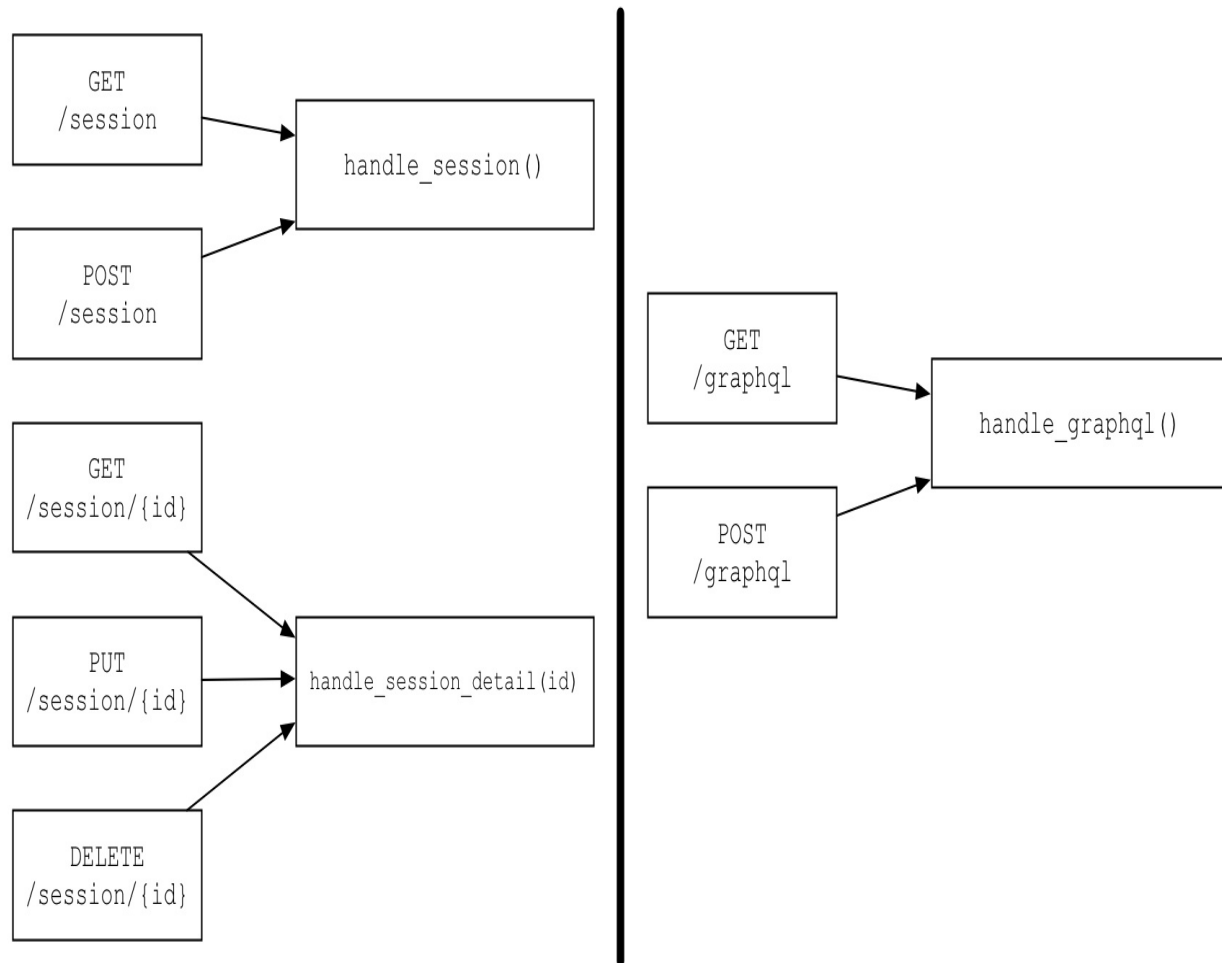 GET
/session
handle_session()
POST
/session
GET
/session/{id}
PUT
/session/{id}
handle_session_detail(id)
DELETE
/session/{id}
GET
/graphql
handle_graphql()
POST
/graphql